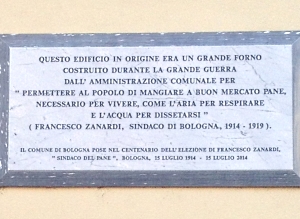 QUESTO EDIFICIO IN ORIGINE ERA UN GRANDE FORNO
COSTRUITO DURANTE LA GRANDE GUERRA
DALL' AMMINISTRAZIONE COMUNALE PER
" PERMETTERE AL POPOLO DI MANGIARE A BUON MERCATO PANE,
NECESSARIO PER VIVERE, COME L'ARIA PER RESPIRARE
E L'ACQUA PER DISSETARSI "
( FRANCESCO ZANARDI, SINDACO DI BOLOGNA, 1914 - 1919 ).
IL COMUNE DI BOLOGNA POSE NEL CENTENARIO DELL'ELEZIONE DI FRANCESCO ZANARDI,
" SINDACO DEL PANE ", BOLOGNA, 15 LUGLIO 1914 - 15 LUGLIO 2014